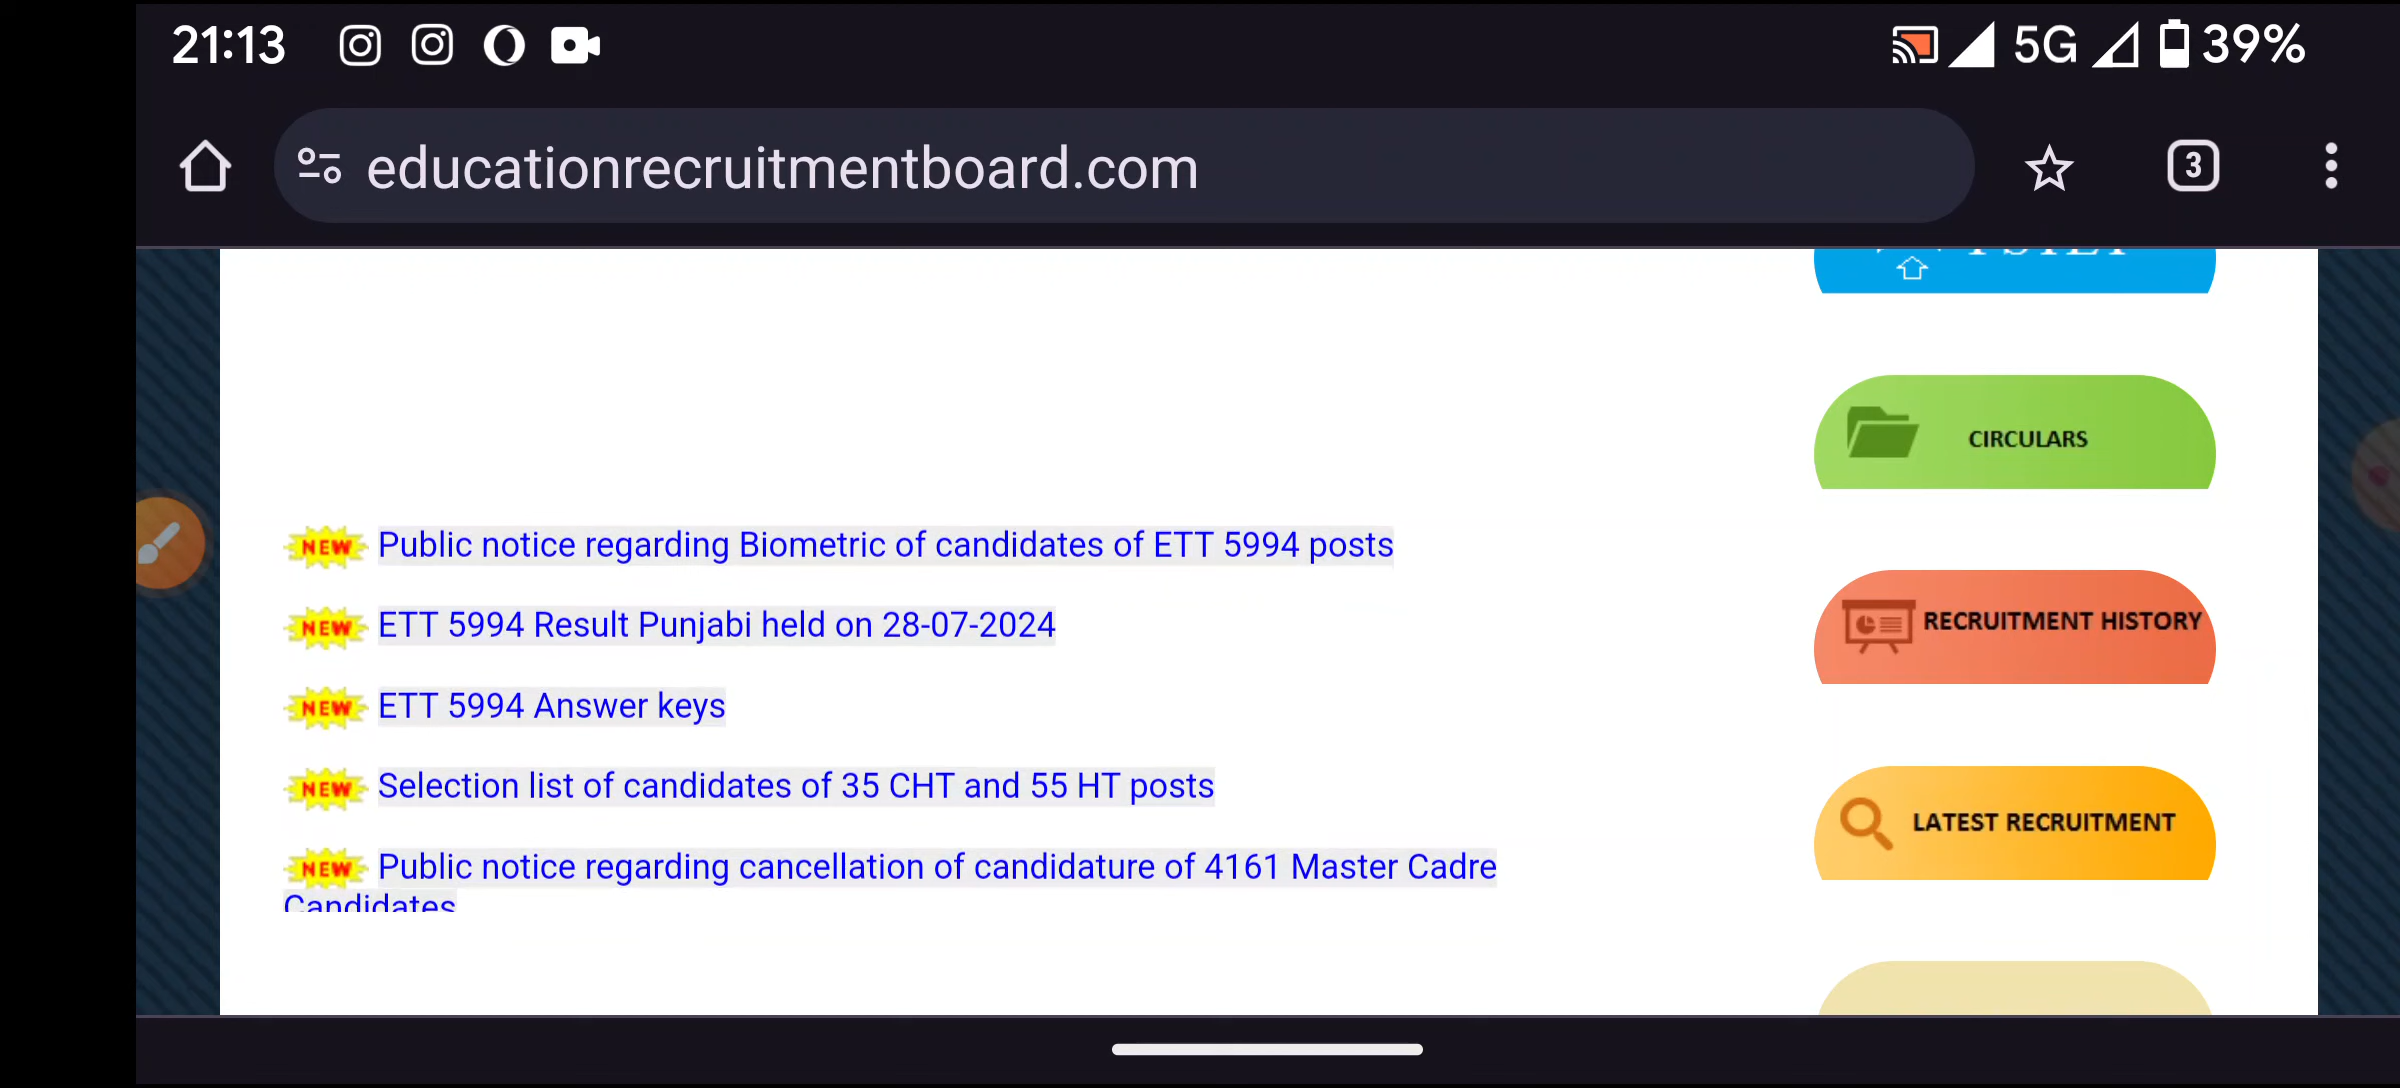 21:13
5G
39%
educationrecruitmentboard.com
3
CIRCULARS
NEW Public notice regarding Biometric of candidates of ETT 5994 posts
RECRUITMENT HISTORY
NEW ETT 5994 Result Punjabi held on 28-07-2024
NEW ETT 5994 Answer keys
NEW Selection list of candidates of 35 CHT and 55 HT posts
LATEST RECRUITMENT
NEW Public notice regarding cancellation of candidature of 4161 Master Cadre
Candidates